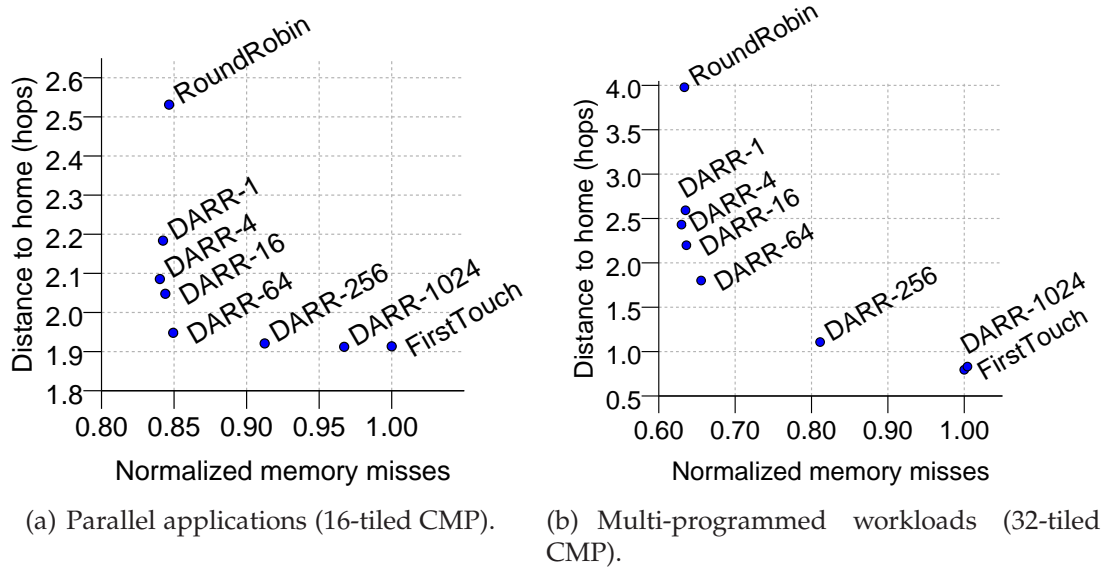 Distance to home (hops)
2.6
2.5
2.4
2.3
2.2
2.1
2.0
1.9
1.8
RoundRobin
DARR-1
DARR-4
DARR-16
DARR-64
DARR-256
DARR-1024
FirstTouch
0.80 0.85 0.90 0.95 1.00
Normalized memory misses
(a) Parallel applications (16-tiled CMP).
Distance to home (hops)
4.0
3.5
3.0
2.5
2.0
1.5
1.0
0.5
RoundRobin
DARR-1
DARR-4
DARR-16
DARR-64
DARR-256
DARR-1024
FirstTouch
0.60 0.70 0.80 0.90 1.00
Normalized memory misses
(b) Multi-programmed workloads (32-tiled
CMP).